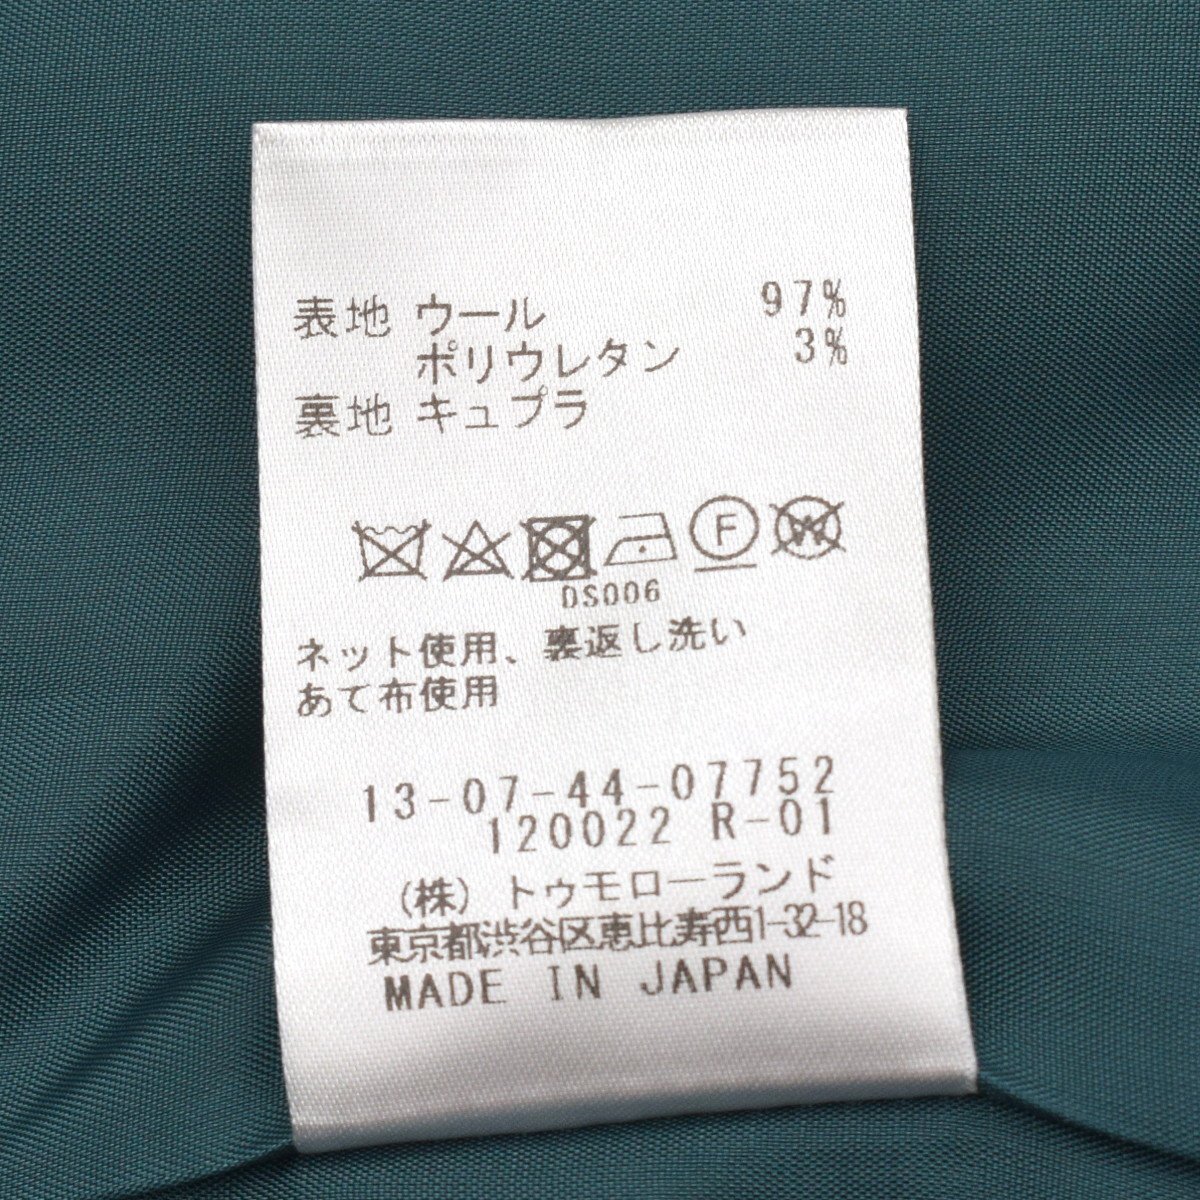 表地 ウール 97%
ポリウレタン 3%
裏地 キュプラ
F W
DS006
ネット使用、裏返し洗い
あて布使用
13-07-44-07752
120022 R-01
(株) トゥモローランド
東京都渋谷区恵比寿西1-32-18
MADE IN JAPAN